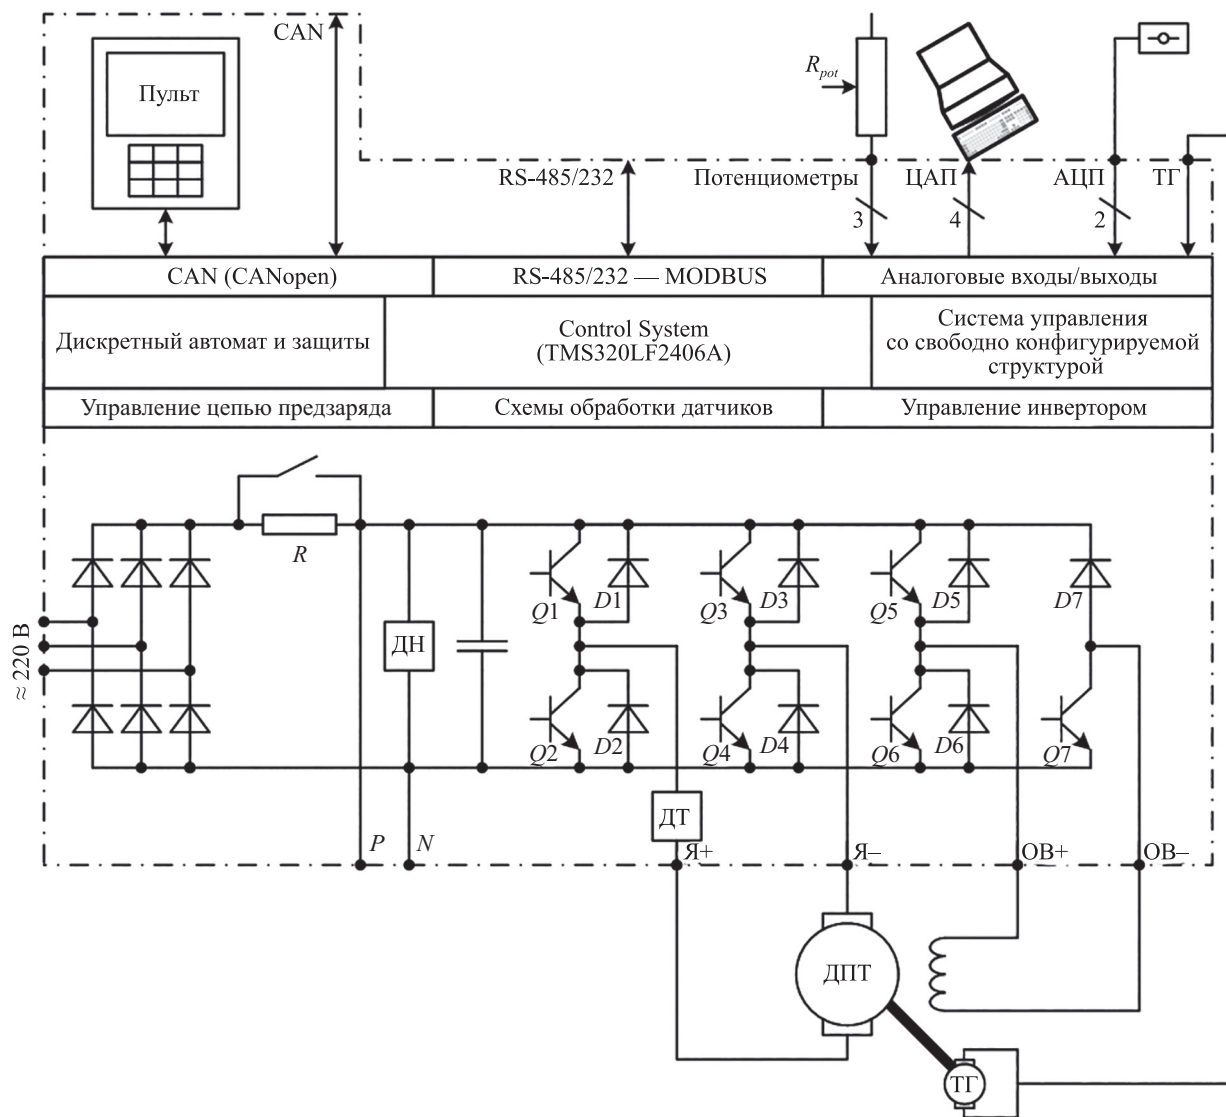 CAN
Пульт
R_pot
RS-485/232
Потенциометры
ЦАП
АЦП
ТГ
3
4
2
CAN (CANopen)
RS-485/232 — MODBUS
Аналоговые входы/выходы
Дискретный автомат и защиты
Control System
(TMS320LF2406A)
Система управления
со свободно конфигурируемой
структурой
Управление цепью предзаряда
Схемы обработки датчиков
Управление инвертором
R
Q1
D1
Q3
D3
Q5
D5
D7
≈ 220 В
ДН
Q2
D2
Q4
D4
Q6
D6
Q7
ДТ
P
N
Я+
Я–
ОВ+
ОВ–
ДПТ
ТГ